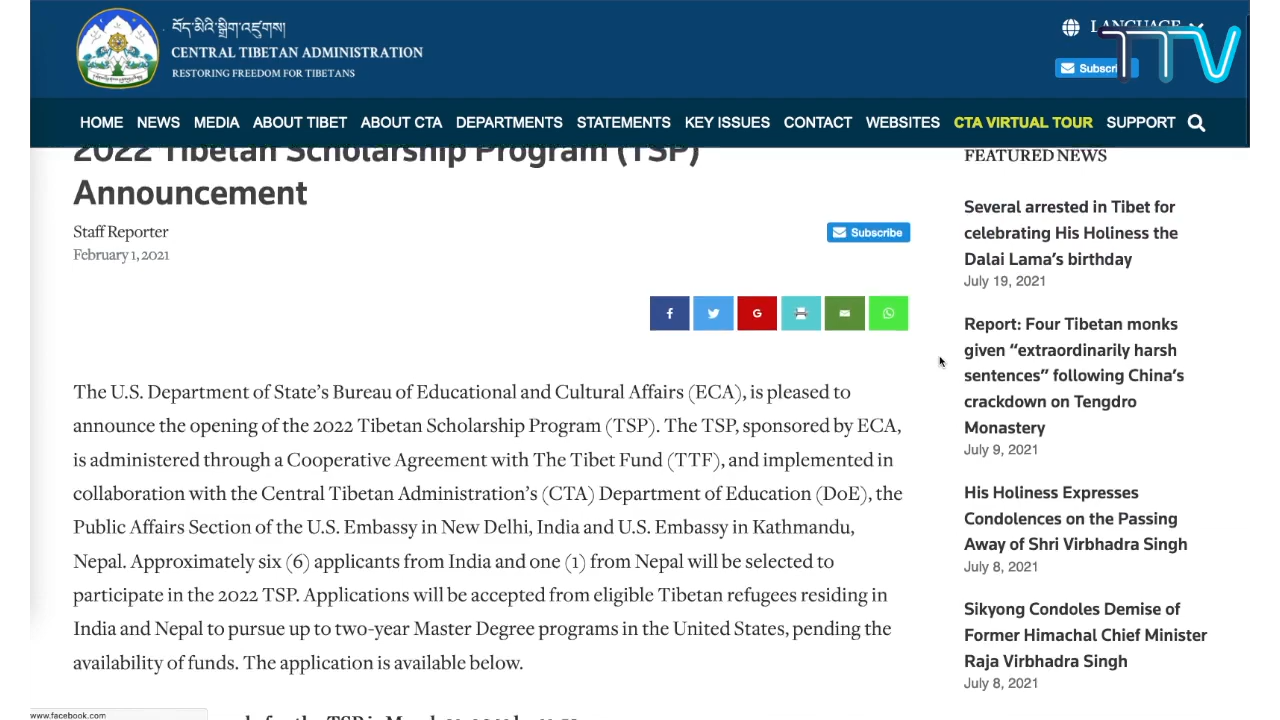 བོད་མིའི་སྒྲིག་འཛུགས།
CENTRAL TIBETAN ADMINISTRATION
RESTORING FREEDOM FOR TIBETANS
LANGUAGE
TTV
HOME NEWS MEDIA ABOUT TIBET ABOUT CTA DEPARTMENTS STATEMENTS KEY ISSUES CONTACT WEBSITES CTA VIRTUAL TOUR SUPPORT
2022 Tibetan Scholarship Program (TSP)
Announcement
Staff Reporter
Subscribe
February 1, 2021
The U.S. Department of State’s Bureau of Educational and Cultural Affairs (ECA), is pleased to
announce the opening of the 2022 Tibetan Scholarship Program (TSP). The TSP, sponsored by ECA,
is administered through a Cooperative Agreement with The Tibet Fund (TTF), and implemented in
collaboration with the Central Tibetan Administration’s (CTA) Department of Education (DoE), the
Public Affairs Section of the U.S. Embassy in New Delhi, India and U.S. Embassy in Kathmandu,
Nepal. Approximately six (6) applicants from India and one (1) from Nepal will be selected to
participate in the 2022 TSP. Applications will be accepted from eligible Tibetan refugees residing in
India and Nepal to pursue up to two-year Master Degree programs in the United States, pending the
availability of funds. The application is available below.
www.facebook.com
FEATURED NEWS
Several arrested in Tibet for
celebrating His Holiness the
Dalai Lama’s birthday
July 19, 2021
Report: Four Tibetan monks
given “extraordinarily harsh
sentences” following China’s
crackdown on Tengdro
Monastery
July 9, 2021
His Holiness Expresses
Condolences on the Passing
Away of Shri Virbhadra Singh
July 8, 2021
Sikyong Condoles Demise of
Former Himachal Chief Minister
Raja Virbhadra Singh
July 8, 2021